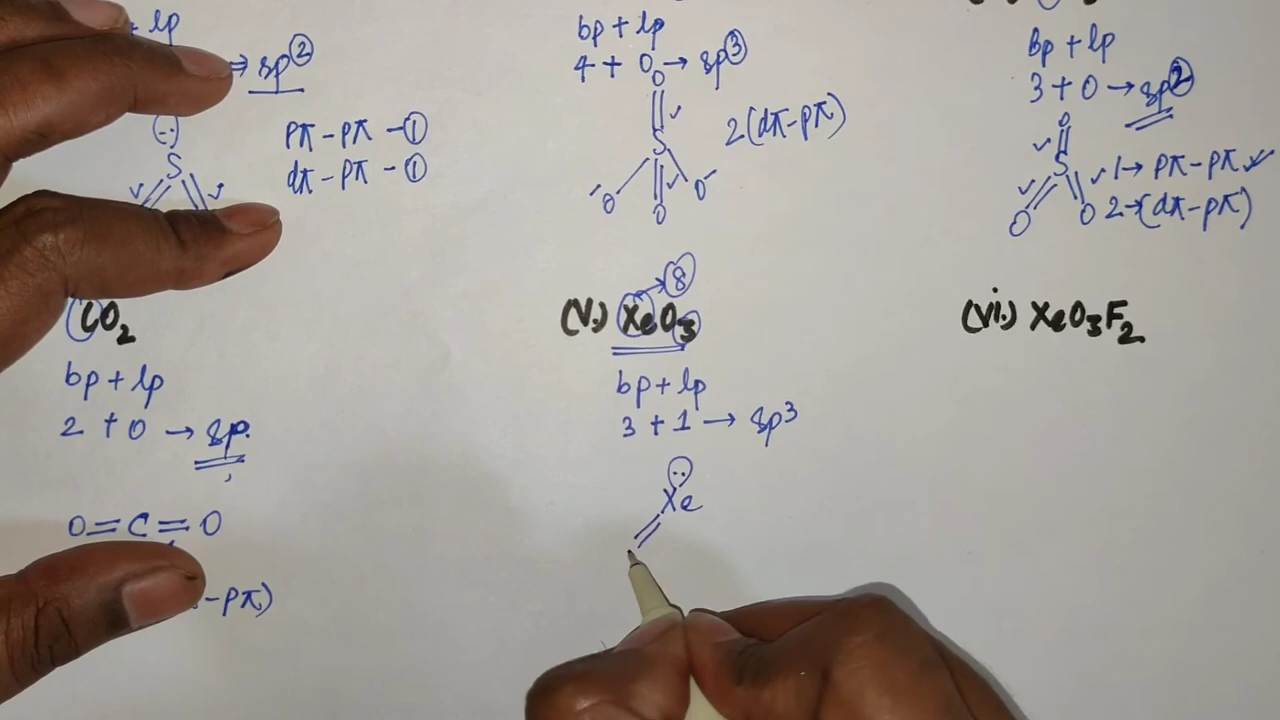 + lp
⇒ sp②
pπ-pπ -①
dπ-pπ -①
S
bp + lp
4 + 0 → sp③
O
S
O⁻ O⁻
O
2(dπ-pπ)
bp + lp
3 + 0 → sp②
O
S
O O
1→ pπ-pπ
2→(dπ-pπ)
CO₂
bp + lp
2 + 0 → sp.
O=C=O
-pπ)
(V.) XeO₃ → 8
bp + lp
3 + 1 → sp³
Xe
(vi.) XeO₃F₂